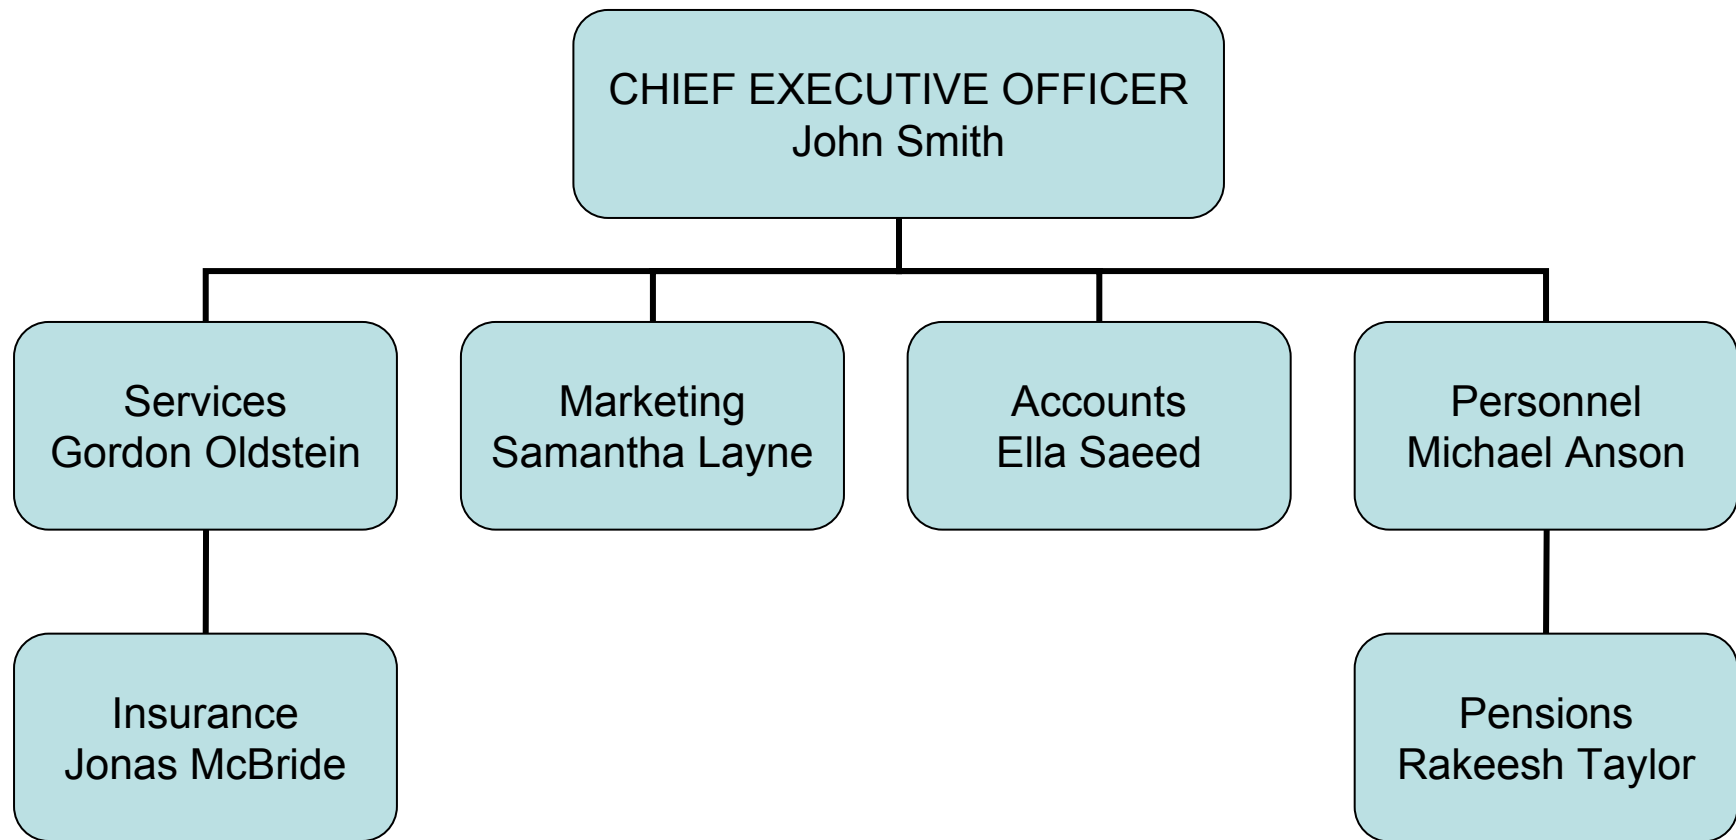 CHIEF EXECUTIVE OFFICER
John Smith
Services
Gordon Oldstein
Marketing
Samantha Layne
Accounts
Ella Saeed
Personnel
Michael Anson
Insurance
Jonas McBride
Pensions
Rakeesh Taylor